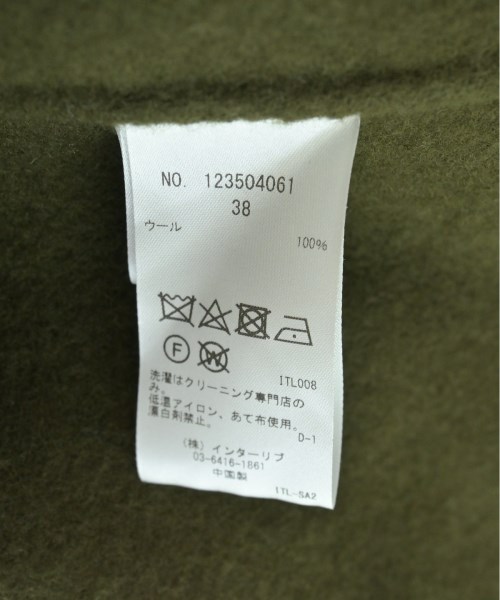 NO. 123504061
38
ウール
100%
F W
ITL008
洗濯はクリーニング専門店の
み。
低温アイロン、あて布使用。
漂白剤禁止。
D-1
(株) インターリブ
03-6416-1861
中国製
ITL-SA2